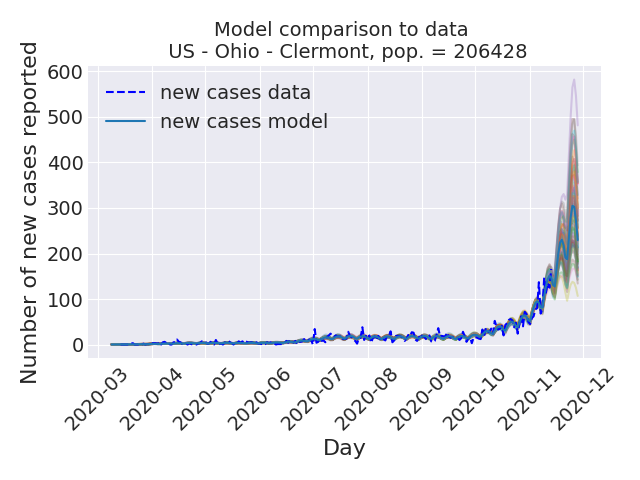 Model comparison to data
US - Ohio - Clermont, pop. = 206428
Number of new cases reported
600
500
400
300
200
100
0
new cases data
new cases model
2020-03
2020-04
2020-05
2020-06
2020-07
2020-08
2020-09
2020-10
2020-11
2020-12
Day